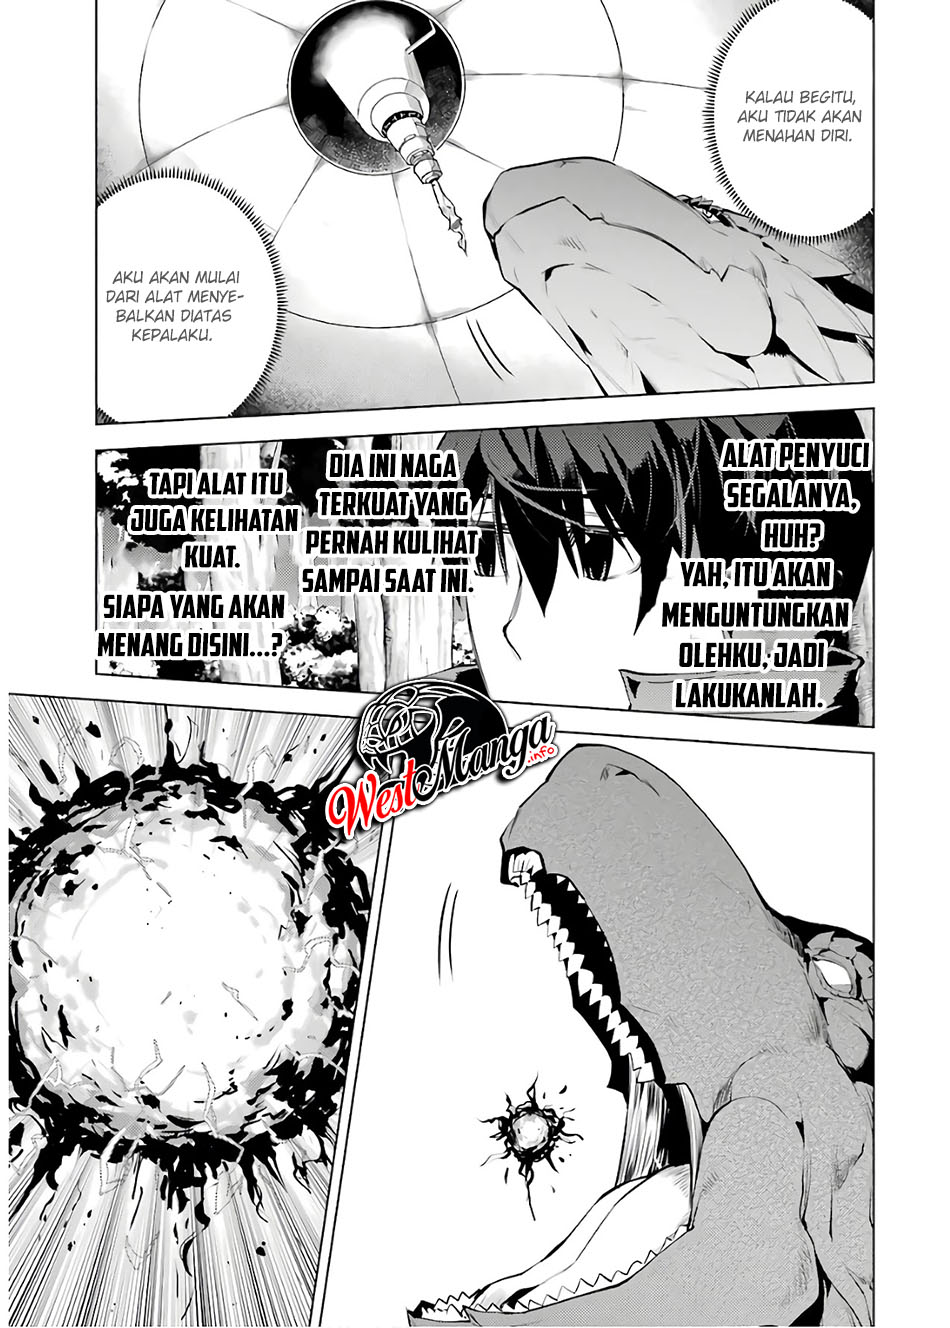 KALAU BEGITU,
AKU TIDAK AKAN
MENAHAN DIRI.
AKU AKAN MULAI
DARI ALAT MENYE-
BALKAN DIATAS
KEPALAKU.
ALAT PENYUCI
SEGALANYA,
HUH?
YAH, ITU AKAN
MENGUNTUNGKAN
OLEHKU, JADI
LAKUKANLAH.
DIA INI NAGA
TERKUAT YANG
PERNAH KULIHAT
SAMPAI SAAT INI.
TAPI ALAT ITU
JUGA KELIHATAN
KUAT.
SIAPA YANG AKAN
MENANG DISINI...?
WestManga
.info